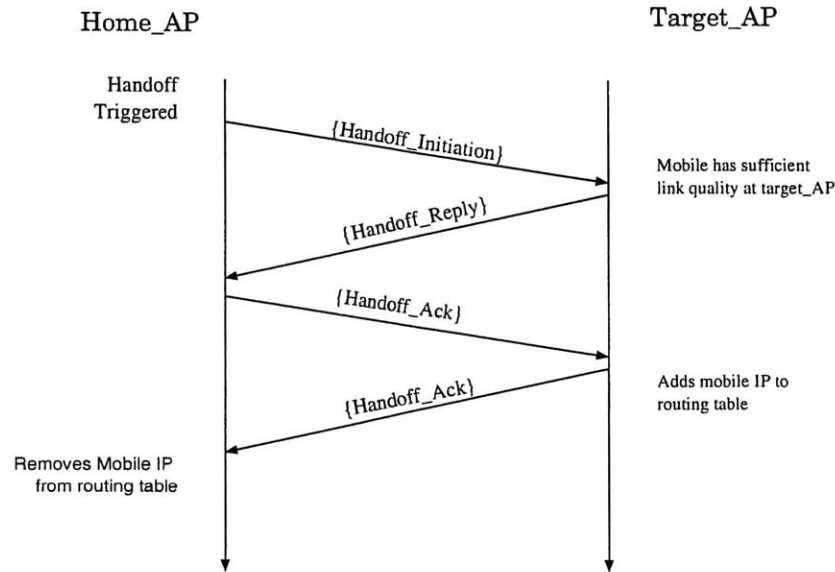 Home_AP
Target_AP
Handoff
Triggered
{Handoff_Initiation}
Mobile has sufficient
link quality at target_AP
{Handoff_Reply}
{Handoff_Ack}
{Handoff_Ack}
Adds mobile IP to
routing table
Removes Mobile IP
from routing table